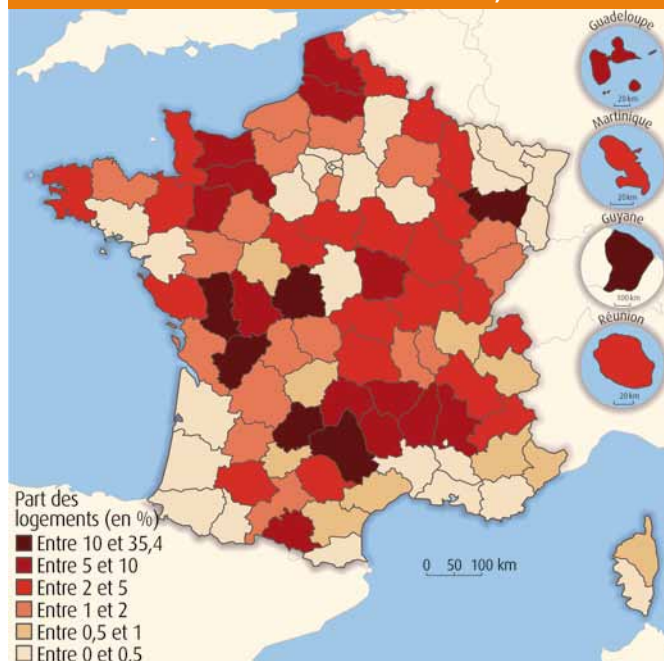 Guadeloupe
20 km
Martinique
20 km
Guyane
100 km
Réunion
20 km
Part des
logements (en %)
Entre 10 et 35,4
Entre 5 et 10
Entre 2 et 5
Entre 1 et 2
Entre 0,5 et 1
Entre 0 et 0,5
0 50 100 km